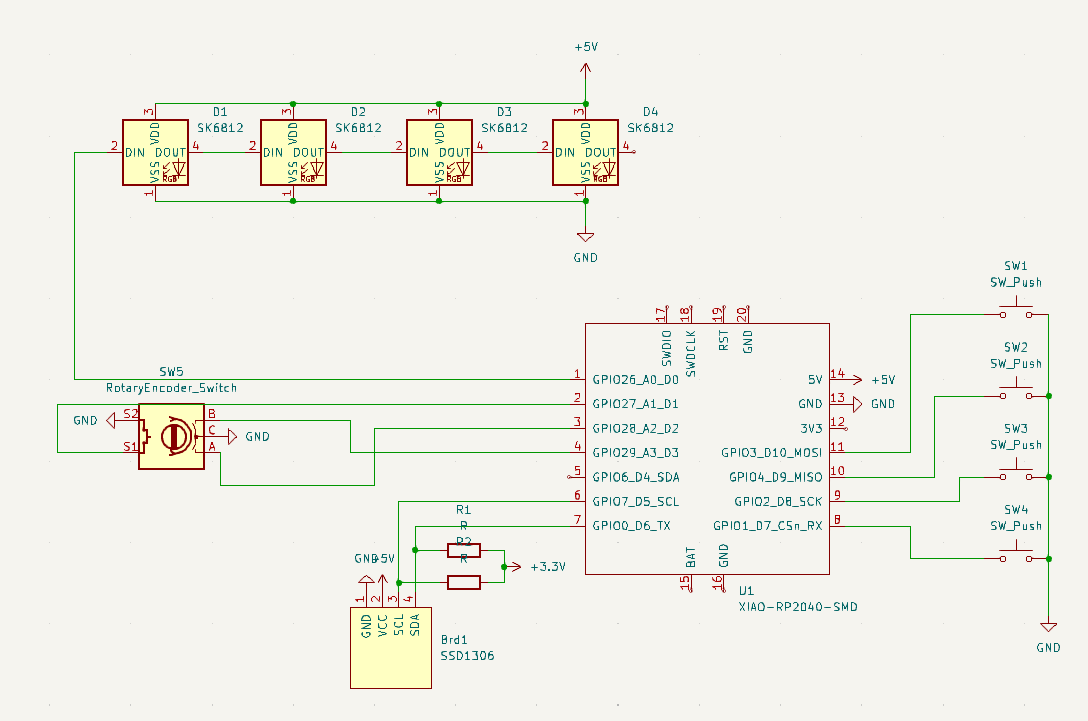 +5V
D1
SK6812
D2
SK6812
D3
SK6812
D4
SK6812
3 VDD
2 DIN DOUT 4
VSS RGB
1
3 VDD
2 DIN DOUT 4
VSS RGB
1
3 VDD
2 DIN DOUT 4
VSS RGB
1
3 VDD
2 DIN DOUT 4
VSS RGB
1
GND
SW1
SW_Push
SW2
SW_Push
SW3
SW_Push
SW4
SW_Push
GND
17 18 19 20
SWDIO SWDCLK RST GND
1 GPIO26_A0_D0
2 GPIO27_A1_D1
3 GPIO28_A2_D2
4 GPIO29_A3_D3
5 GPIO6_D4_SDA
6 GPIO7_D5_SCL
7 GPIO0_D6_TX
5V 14 +5V
GND 13 GND
3V3 12
GPIO3_D10_MOSI 11
GPIO4_D9_MISO 10
GPIO2_D8_SCK 9
GPIO1_D7_CSn_RX 8
BAT GND
15 16
U1
XIAO-RP2040-SMD
SW5
RotaryEncoder_Switch
GND S2 B
C GND
S1 A
R1
R
R2
R
+3.3V
GND +5V
1 2 3 4
GND VCC SCL SDA
Brd1
SSD1306